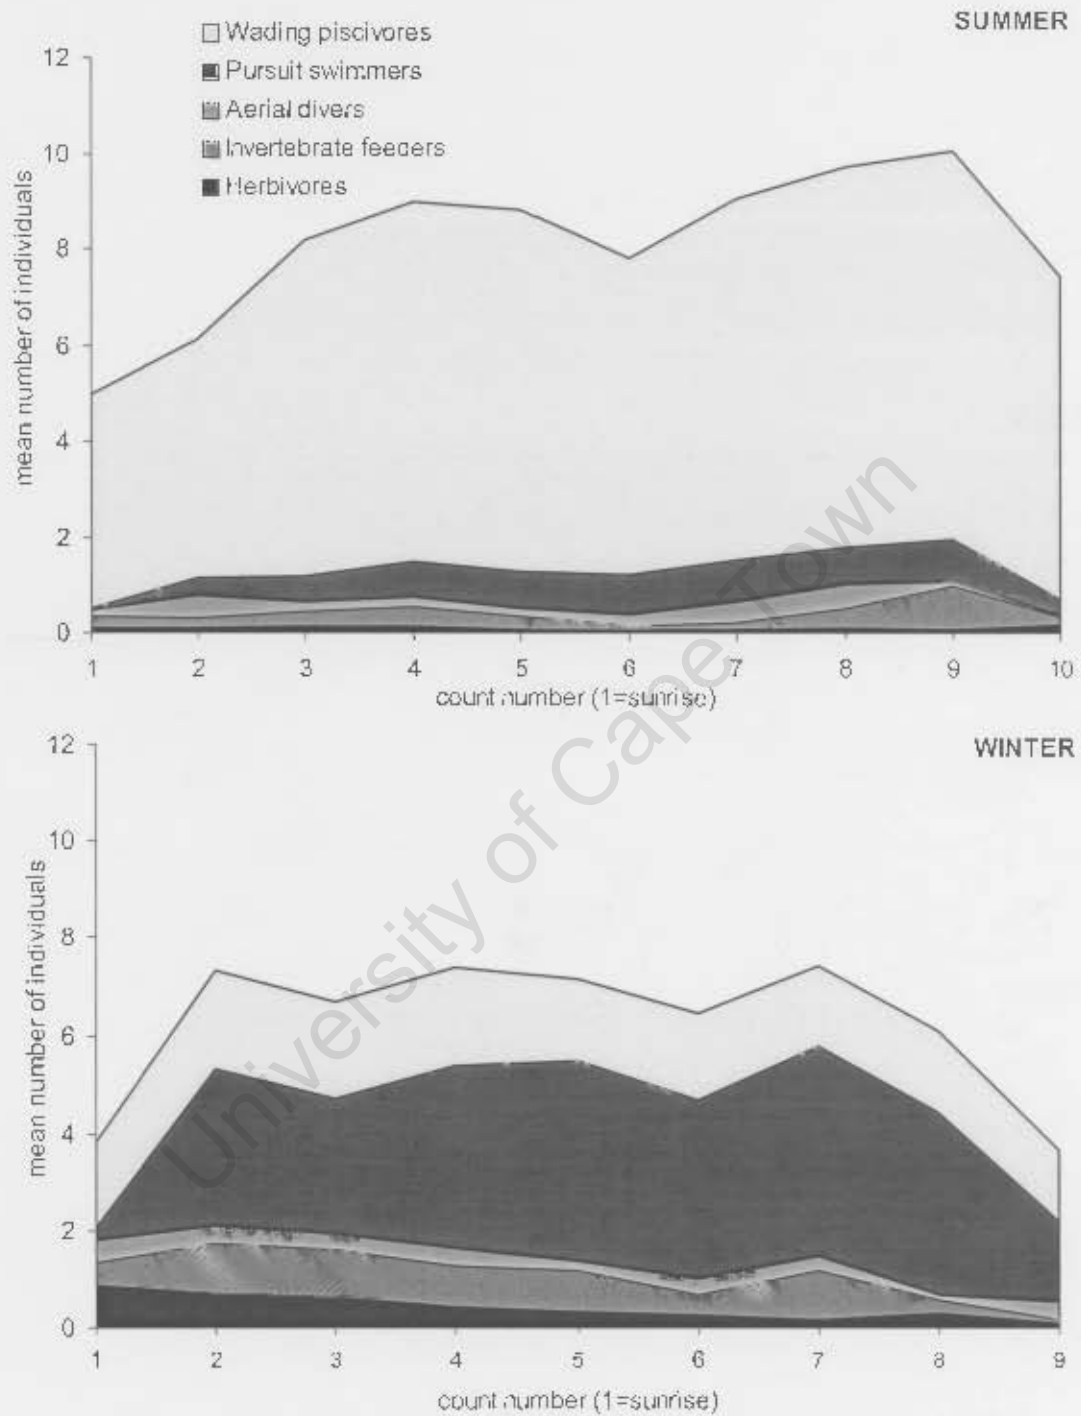 SUMMER
Wading piscivores
Pursuit swimmers
Aerial divers
Invertebrate feeders
Herbivores
12
10
8
6
4
2
0
mean number of individuals
1 2 3 4 5 6 7 8 9 10
count number (1=sunrise)
WINTER
12
10
8
6
4
2
0
mean number of individuals
1 2 3 4 5 6 7 8 9
count number (1=sunrise)
University of Cape Town